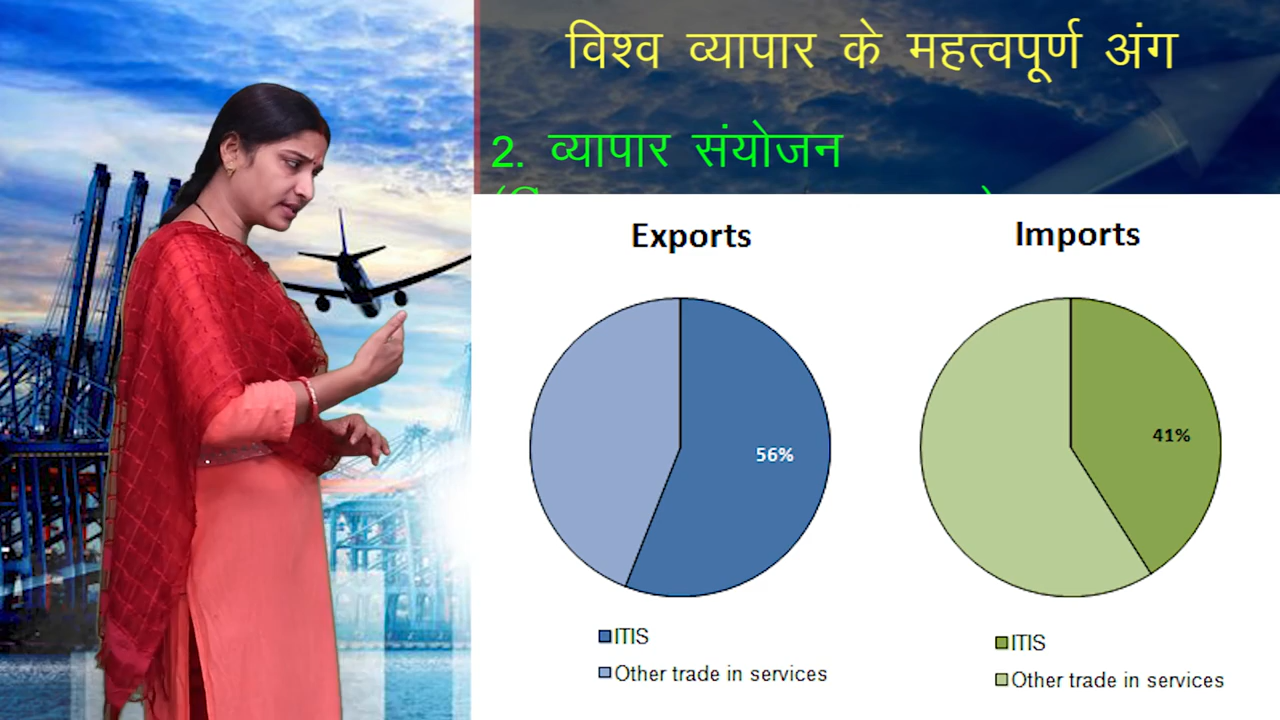 विश्व व्यापार के महत्वपूर्ण अंग
2. व्यापार संयोजन
Exports
Imports
56%
41%
ITIS
Other trade in services
ITIS
Other trade in services